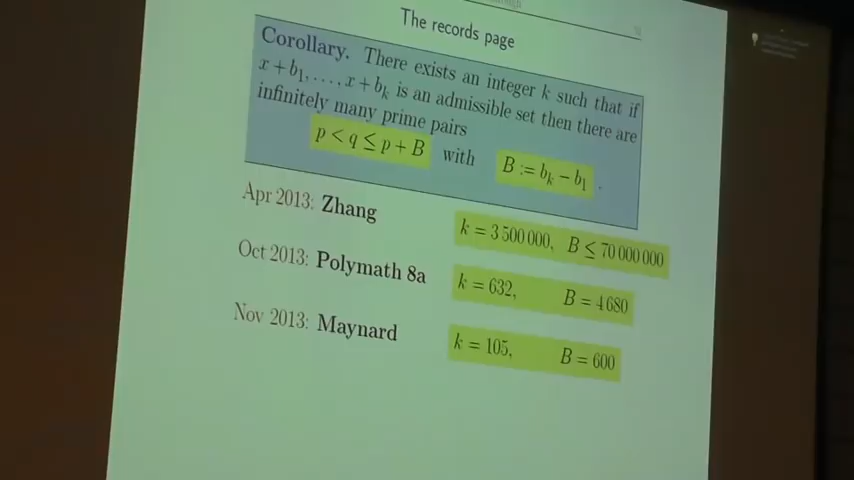 The records page
Corollary. There exists an integer k such that if
x+b₁,…,x+bₖ is an admissible set then there are
infinitely many prime pairs
p < q ≤ p + B with B := bₖ − b₁ .
Apr 2013: Zhang k = 3 500 000, B ≤ 70 000 000
Oct 2013: Polymath 8a k = 632, B = 4 680
Nov 2013: Maynard k = 105, B = 600